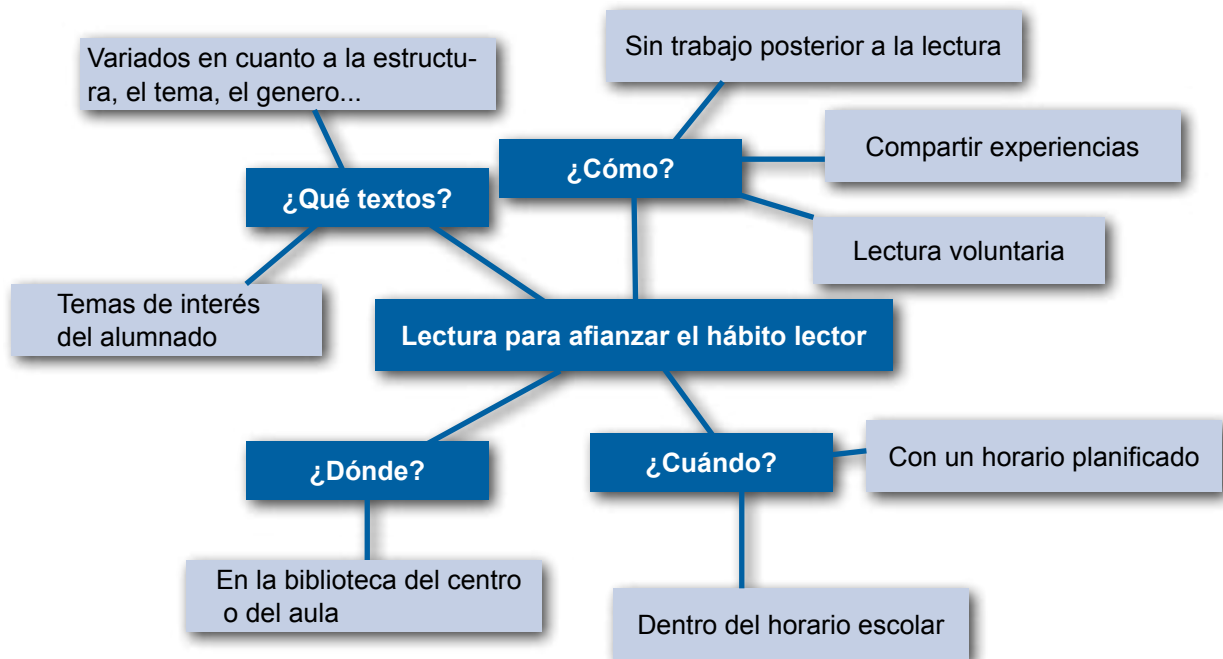 Variados en cuanto a la estructu-
ra, el tema, el genero...
Sin trabajo posterior a la lectura
Compartir experiencias
¿Cómo?
¿Qué textos?
Lectura voluntaria
Temas de interés
del alumnado
Lectura para afianzar el hábito lector
¿Dónde?
¿Cuándo?
Con un horario planificado
En la biblioteca del centro
o del aula
Dentro del horario escolar